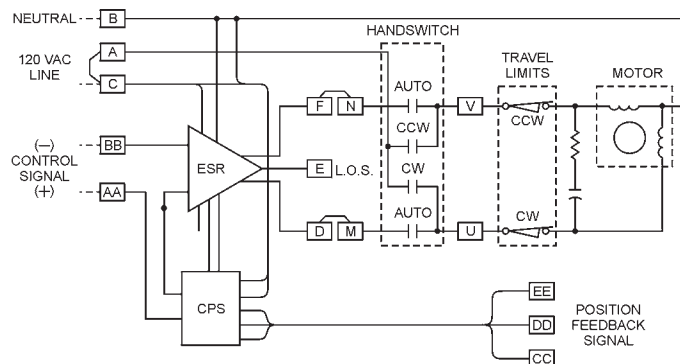 NEUTRAL
B
HANDSWITCH
A
120 VAC
LINE
C
TRAVEL
LIMITS
MOTOR
AUTO
F
N
V
CCW
CCW
(–)
BB
CONTROL
SIGNAL
(+)
AA
ESR
E
L.O.S.
CW
CW
AUTO
D
M
U
CPS
EE
DD
CC
POSITION
FEEDBACK
SIGNAL